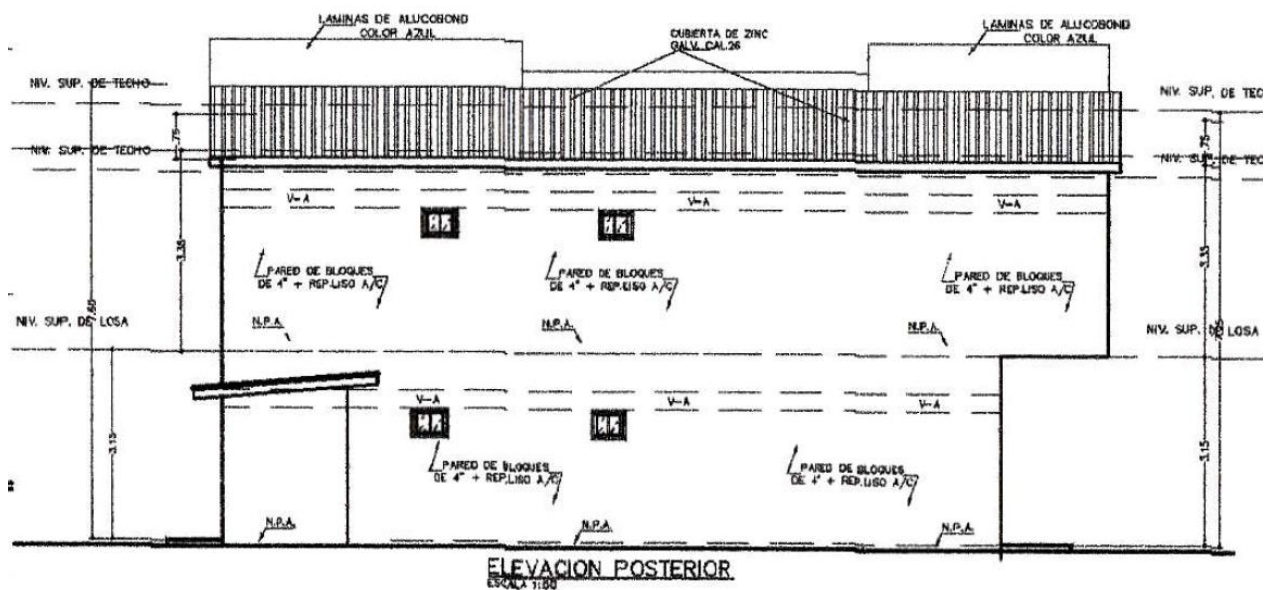 LAMINAS DE ALUCOBOND
COLOR AZUL
CUBIERTA DE ZINC
GALV. CAL.26
LAMINAS DE ALUCOBOND
COLOR AZUL
NIV. SUP. DE TECHO
NIV. SUP. DE TEC
.75
.75
NIV. SUP. DE TECHO
NIV. SUP. DE TEC
V-A
V-A
V-A
3.35
3.35
PARED DE BLOQUES
DE 4" + REP.LISO A/C
PARED DE BLOQUES
DE 4" + REP.LISO A/C
PARED DE BLOQUES
DE 4" + REP.LISO A/C
7.60
NIV. SUP. DE LOSA
N.P.A.
N.P.A.
N.P.A.
NIV. SUP. DE LOSA
V-A
V-A
V-A
3.15
3.15
PARED DE BLOQUES
DE 4" + REP.LISO A/C
PARED DE BLOQUES
DE 4" + REP.LISO A/C
N.P.A.
N.P.A.
N.P.A.
ELEVACION POSTERIOR
ESCALA